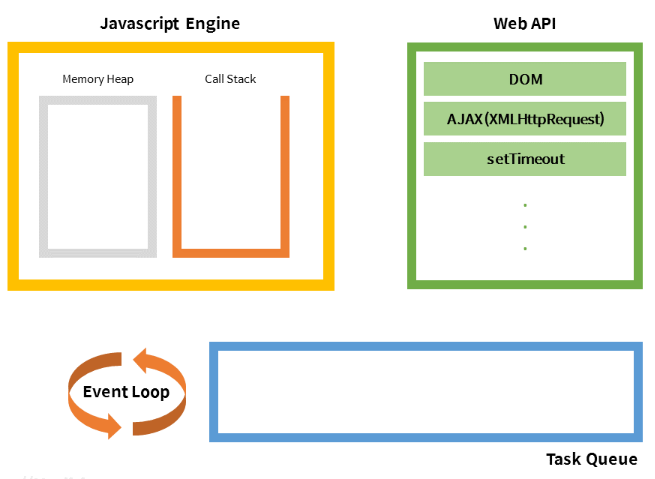 Javascript Engine
Web API
Memory Heap
Call Stack
DOM
AJAX(XMLHttpRequest)
setTimeout
Event Loop
Task Queue